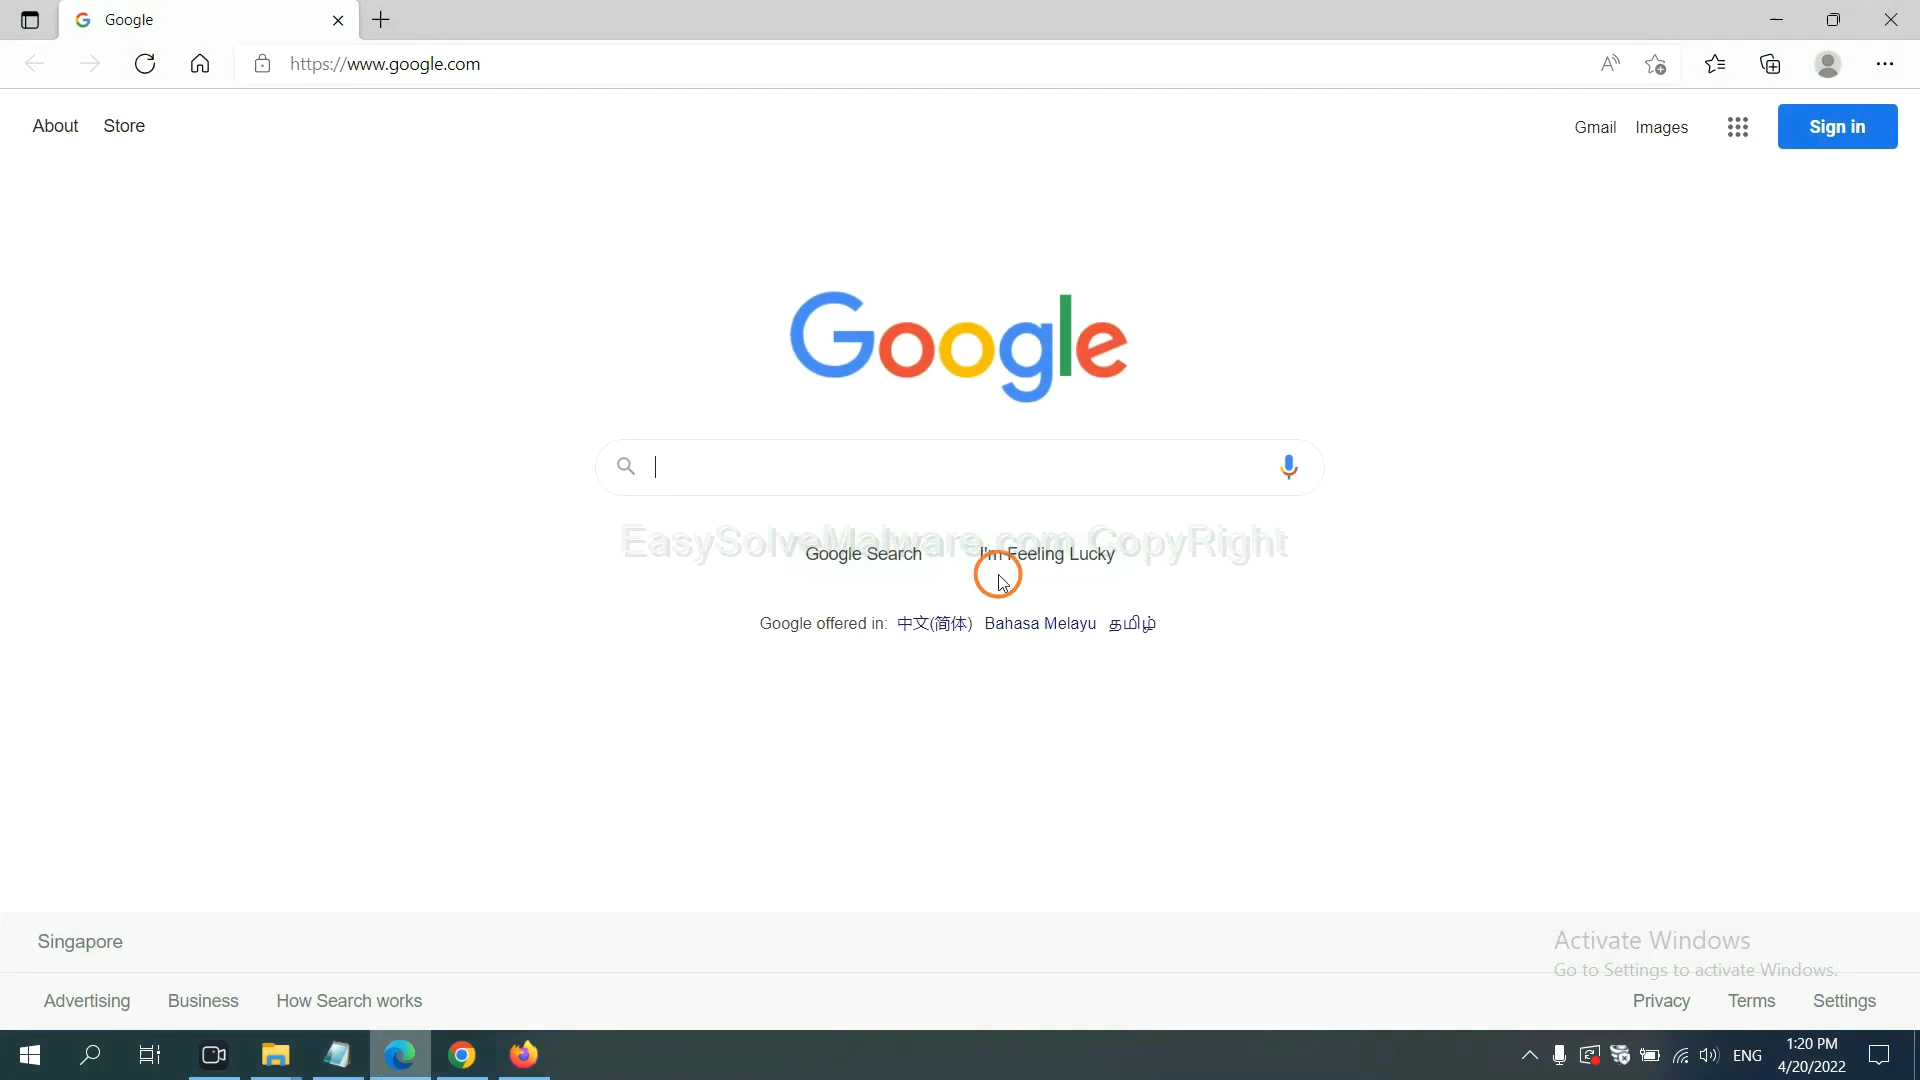 Google
https://www.google.com
About Store
Gmail Images Sign in
Google
EasySolveMalware.com CopyRight
Google Search I'm Feeling Lucky
Google offered in: 中文(简体) Bahasa Melayu தமிழ்
Singapore
Activate Windows
Go to Settings to activate Windows.
Advertising Business How Search works
Privacy Terms Settings
ENG
1:20 PM
4/20/2022